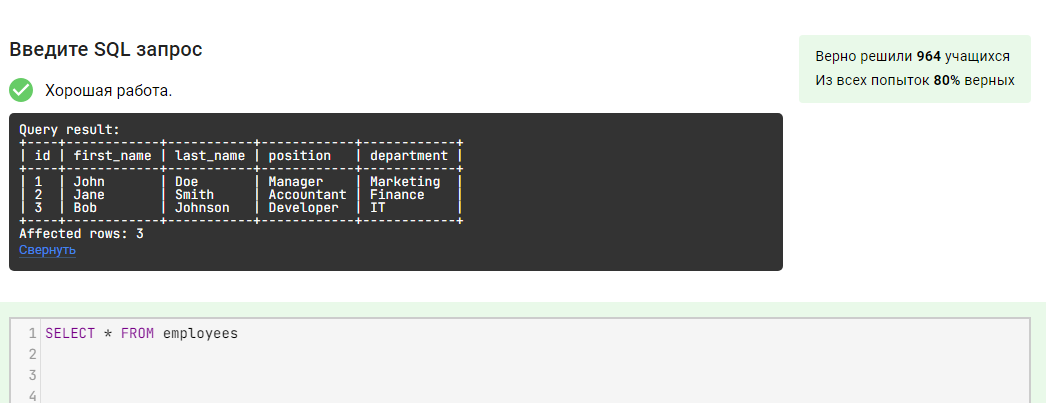 Введите SQL запрос
Верно решили 964 учащихся
Из всех попыток 80% верных
Хорошая работа.
Query result:
+----+------------+-----------+------------+------------+
| id | first_name | last_name | position   | department |
+----+------------+-----------+------------+------------+
| 1  | John       | Doe       | Manager    | Marketing  |
| 2  | Jane       | Smith     | Accountant | Finance    |
| 3  | Bob        | Johnson   | Developer  | IT         |
+----+------------+-----------+------------+------------+
Affected rows: 3
Свернуть
1 SELECT * FROM employees
2
3
4